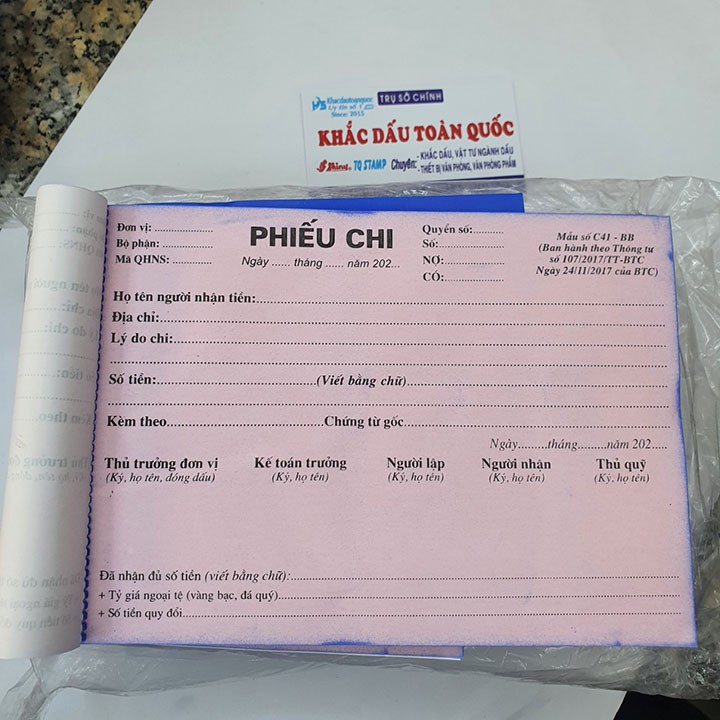 Khacdautoanquoc
Uy tín số 1
Since: 2015
TRỤ SỞ CHÍNH
KHẮC DẤU TOÀN QUỐC
Shiny TQ STAMP Chuyên:
- KHẮC DẤU, VẬT TƯ NGÀNH DẤU
- THIẾT BỊ VĂN PHÒNG, VĂN PHÒNG PHẨM
Đơn vị: ....................
Bộ phận: ..................
Mã QHNS: .............
PHIẾU CHI
Ngày ...... tháng ...... năm 202...
Quyển số:..........
Số:....................
NỢ:...................
CÓ:...................
Mẫu số C41 - BB
(Ban hành theo Thông tư
số 107/2017/TT-BTC
Ngày 24/11/2017 của BTC)
Họ tên người nhận tiền:..........
Địa chỉ:..........
Lý do chi:..........
Số tiền:..........(Viết bằng chữ)..........
Kèm theo..........Chứng từ gốc..........
Ngày.........tháng.........năm 202.....
Thủ trưởng đơn vị Kế toán trưởng Người lập Người nhận Thủ quỹ
(Ký, họ tên, đóng dấu) (Ký, họ tên) (Ký, họ tên) (Ký, họ tên) (Ký, họ tên)
Đã nhận đủ số tiền (viết bằng chữ):..........
+ Tỷ giá ngoại tệ (vàng bạc, đá quý)..........
+ Số tiền quy đổi..........